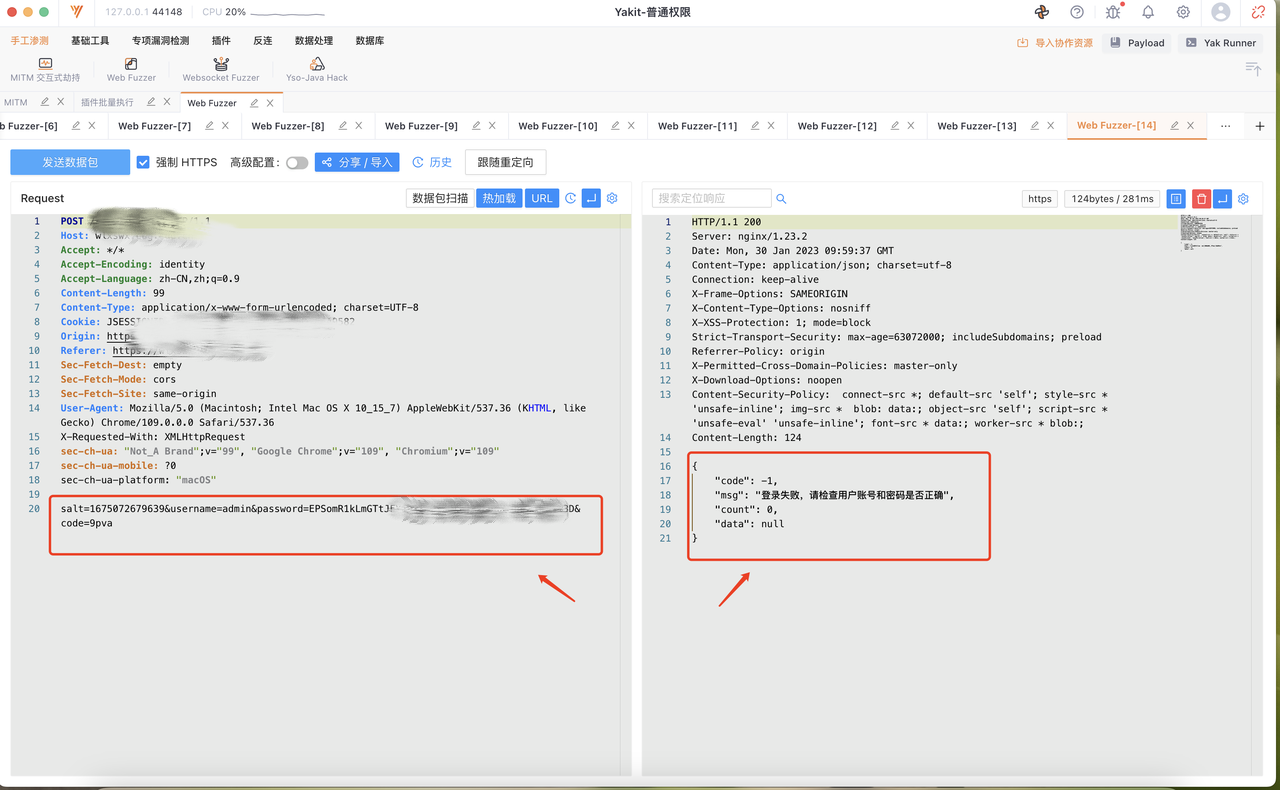 Yakit-普通权限
127.0.0.1 44148 CPU 20%
手工渗测 基础工具 专项漏洞检测 插件 反连 数据处理 数据库
导入协作资源 Payload Yak Runner
MITM 交互式劫持 Web Fuzzer Websocket Fuzzer Yso-Java Hack
MITM 插件批量执行 Web Fuzzer
b Fuzzer-[6] Web Fuzzer-[7] Web Fuzzer-[8] Web Fuzzer-[9] Web Fuzzer-[10] Web Fuzzer-[11] Web Fuzzer-[12] Web Fuzzer-[13] Web Fuzzer-[14] ...
发送数据包 强制 HTTPS 高级配置: 分享 / 导入 历史 跟随重定向
Request 数据包扫描 热加载 URL
1 POST
2 Host:
3 Accept: */*
4 Accept-Encoding: identity
5 Accept-Language: zh-CN,zh;q=0.9
6 Content-Length: 99
7 Content-Type: application/x-www-form-urlencoded; charset=UTF-8
8 Cookie: JSESSI
9 Origin: http
10 Referer: https:/
11 Sec-Fetch-Dest: empty
12 Sec-Fetch-Mode: cors
13 Sec-Fetch-Site: same-origin
14 User-Agent: Mozilla/5.0 (Macintosh; Intel Mac OS X 10_15_7) AppleWebKit/537.36 (KHTML, like
Gecko) Chrome/109.0.0.0 Safari/537.36
15 X-Requested-With: XMLHttpRequest
16 sec-ch-ua: "Not_A Brand";v="99", "Google Chrome";v="109", "Chromium";v="109"
17 sec-ch-ua-mobile: ?0
18 sec-ch-ua-platform: "macOS"
19
20 salt=1675072679639&username=admin&password=EPSomR1kLmGTtJ 3D&
code=9pva
搜索定位响应 https 124bytes / 281ms
1 HTTP/1.1 200
2 Server: nginx/1.23.2
3 Date: Mon, 30 Jan 2023 09:59:37 GMT
4 Content-Type: application/json; charset=utf-8
5 Connection: keep-alive
6 X-Frame-Options: SAMEORIGIN
7 X-Content-Type-Options: nosniff
8 X-XSS-Protection: 1; mode=block
9 Strict-Transport-Security: max-age=63072000; includeSubdomains; preload
10 Referrer-Policy: origin
11 X-Permitted-Cross-Domain-Policies: master-only
12 X-Download-Options: noopen
13 Content-Security-Policy: connect-src *; default-src 'self'; style-src *
'unsafe-inline'; img-src * blob: data:; object-src 'self'; script-src *
'unsafe-eval' 'unsafe-inline'; font-src * data:; worker-src * blob:;
14 Content-Length: 124
15
16 {
17 "code": -1,
18 "msg": "登录失败，请检查用户账号和密码是否正确",
19 "count": 0,
20 "data": null
21 }